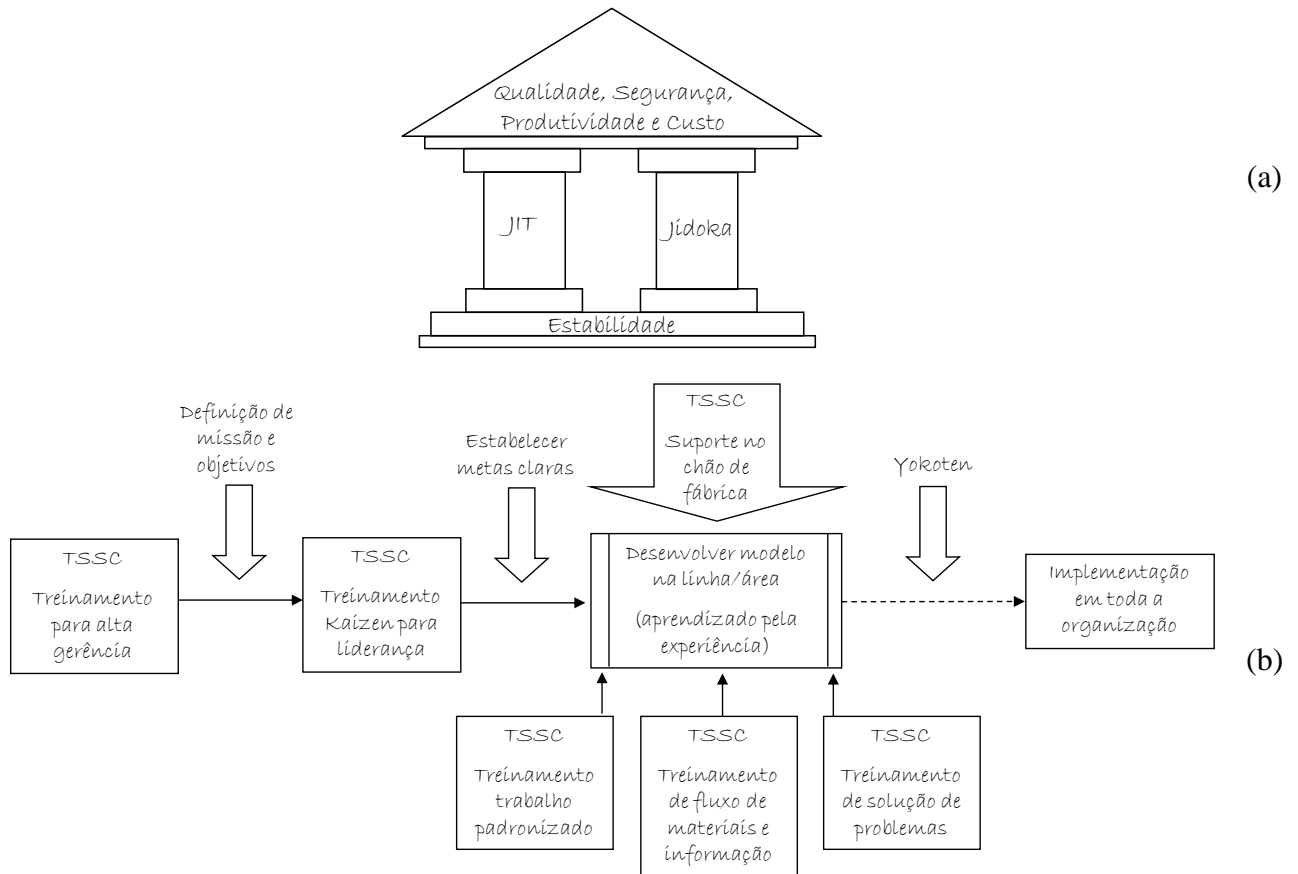 Qualidade, Segurança,
Produtividade e Custo
(a)
JIT
Jidoka
Estabilidade
Definição de
missão e
objetivos
Estabelecer
metas claras
TSSC
Suporte no
chão de
fábrica
Yokoten
TSSC
Treinamento
para alta
gerência
TSSC
Treinamento
Kaizen para
liderança
Desenvolver modelo
na linha/área
(aprendizado pela
experiência)
Implementação
em toda a
organização
(b)
TSSC
Treinamento
trabalho
padronizado
TSSC
Treinamento
de fluxo de
materiais e
informação
TSSC
Treinamento
de solução de
problemas